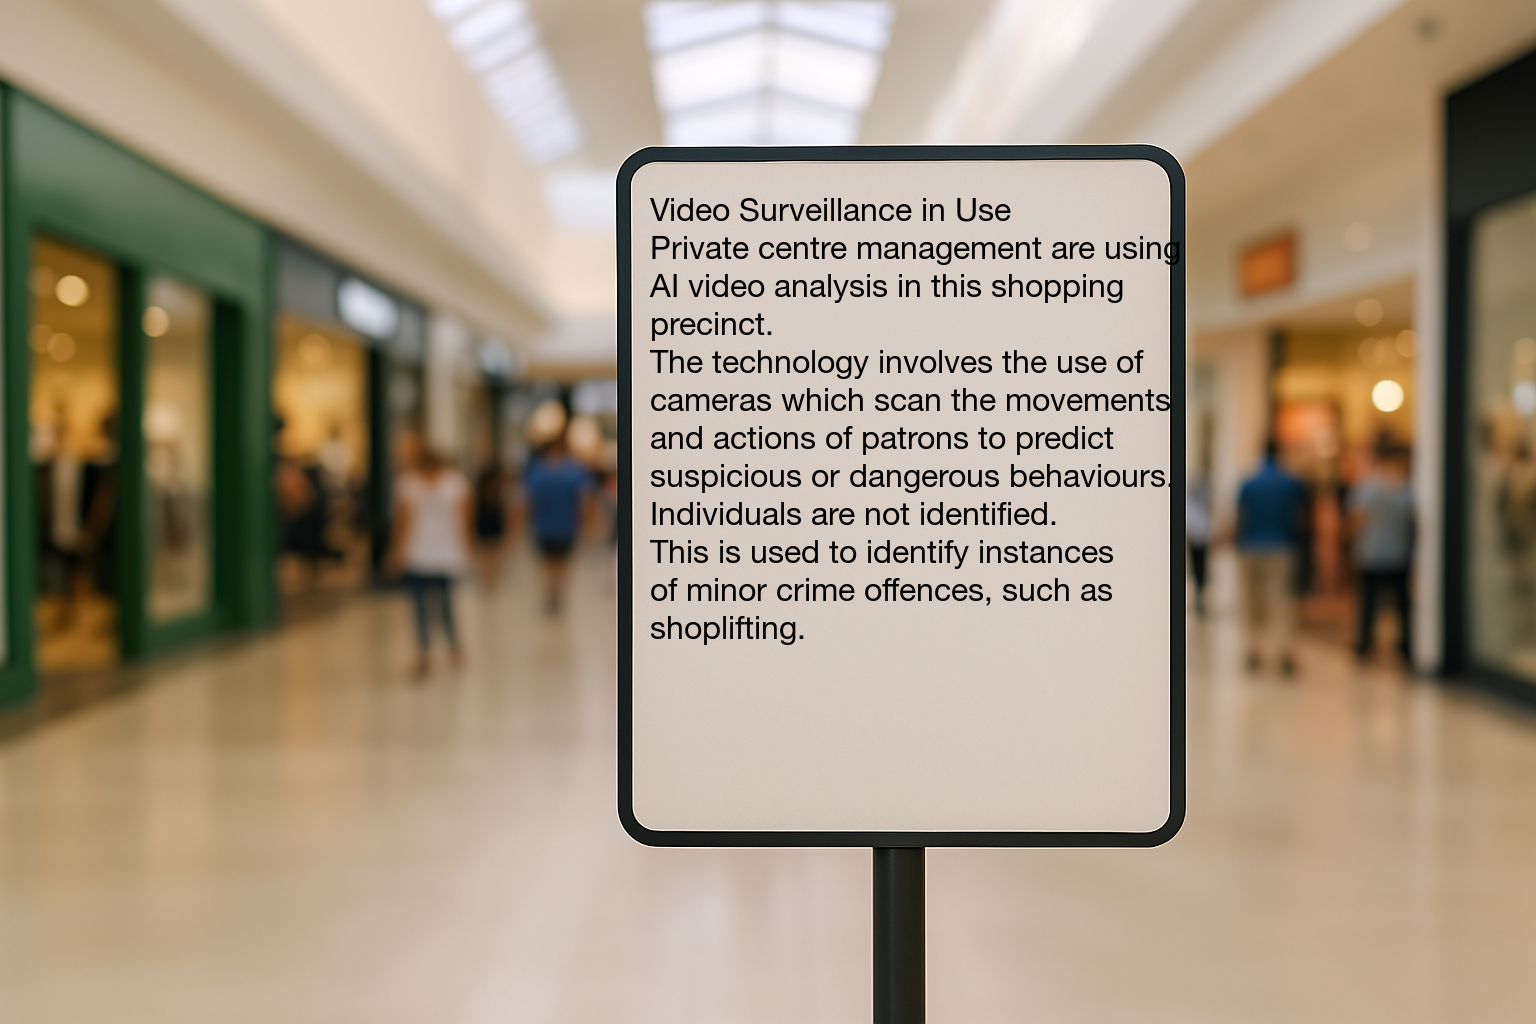 Video Surveillance in Use
Private centre management are using
AI video analysis in this shopping
precinct.
The technology involves the use of
cameras which scan the movements
and actions of patrons to predict
suspicious or dangerous behaviours.
Individuals are not identified.
This is used to identify instances
of minor crime offences, such as
shoplifting.